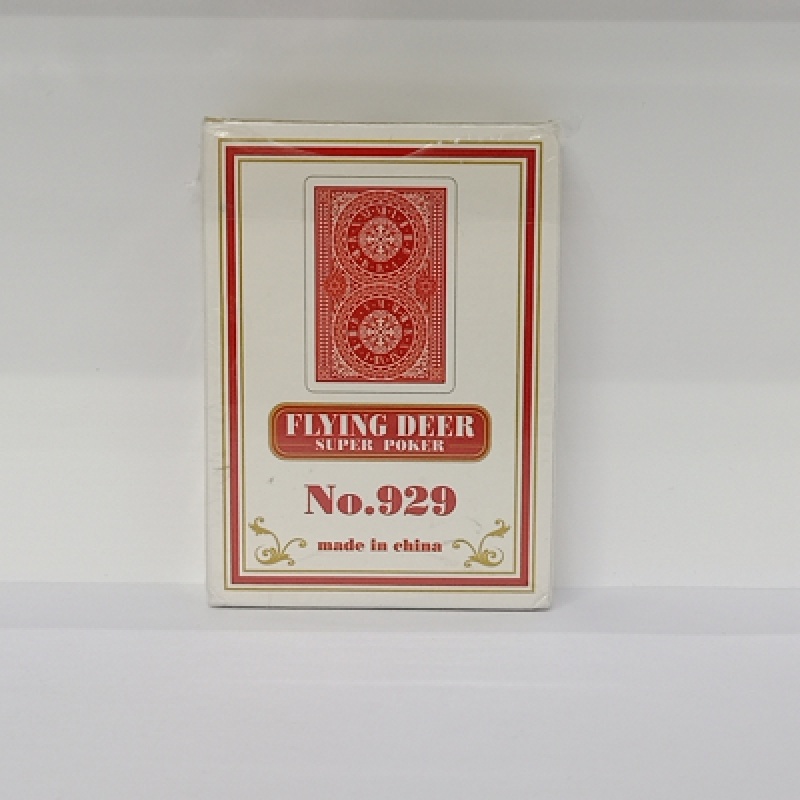 FLYING DEER
SUPER POKER
No.929
made in china